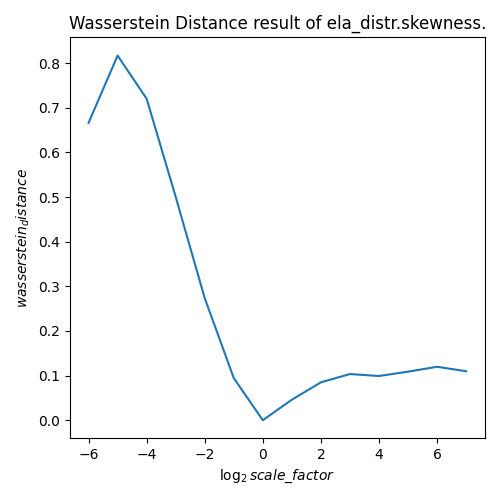 Wasserstein Distance result of ela_distr.skewness.
0.8
0.7
0.6
0.5
0.4
0.3
0.2
0.1
0.0
wasserstein_distance
−6 −4 −2 0 2 4 6
log₂ scale_factor